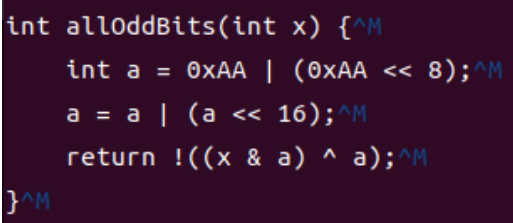 int allOddBits(int x) {^M
    int a = 0xAA | (0xAA << 8);^M
    a = a | (a << 16);^M
    return !((x & a) ^ a);^M
}^M